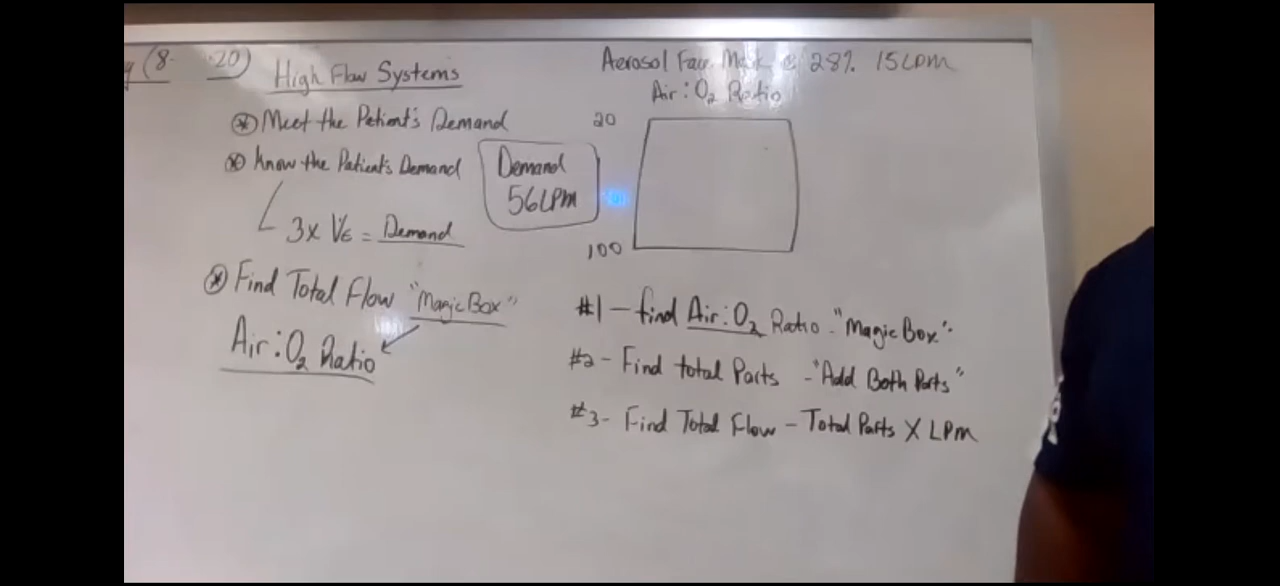 (8- 20)
High Flow Systems
⊛ Meet the Patient's Demand
⊛ Know the Patient's Demand
3x V̇E = Demand
⊛ Find Total Flow "Magic Box"
Air:O2 Ratio
Demand
56LPM
Aerosol Face Mask @ 28% 15LPM
Air:O2 Ratio
20
100
#1 - find Air:O2 Ratio - "Magic Box"
#2 - Find total Parts - "Add Both Parts"
#3 - Find Total Flow - Total Parts X LPM